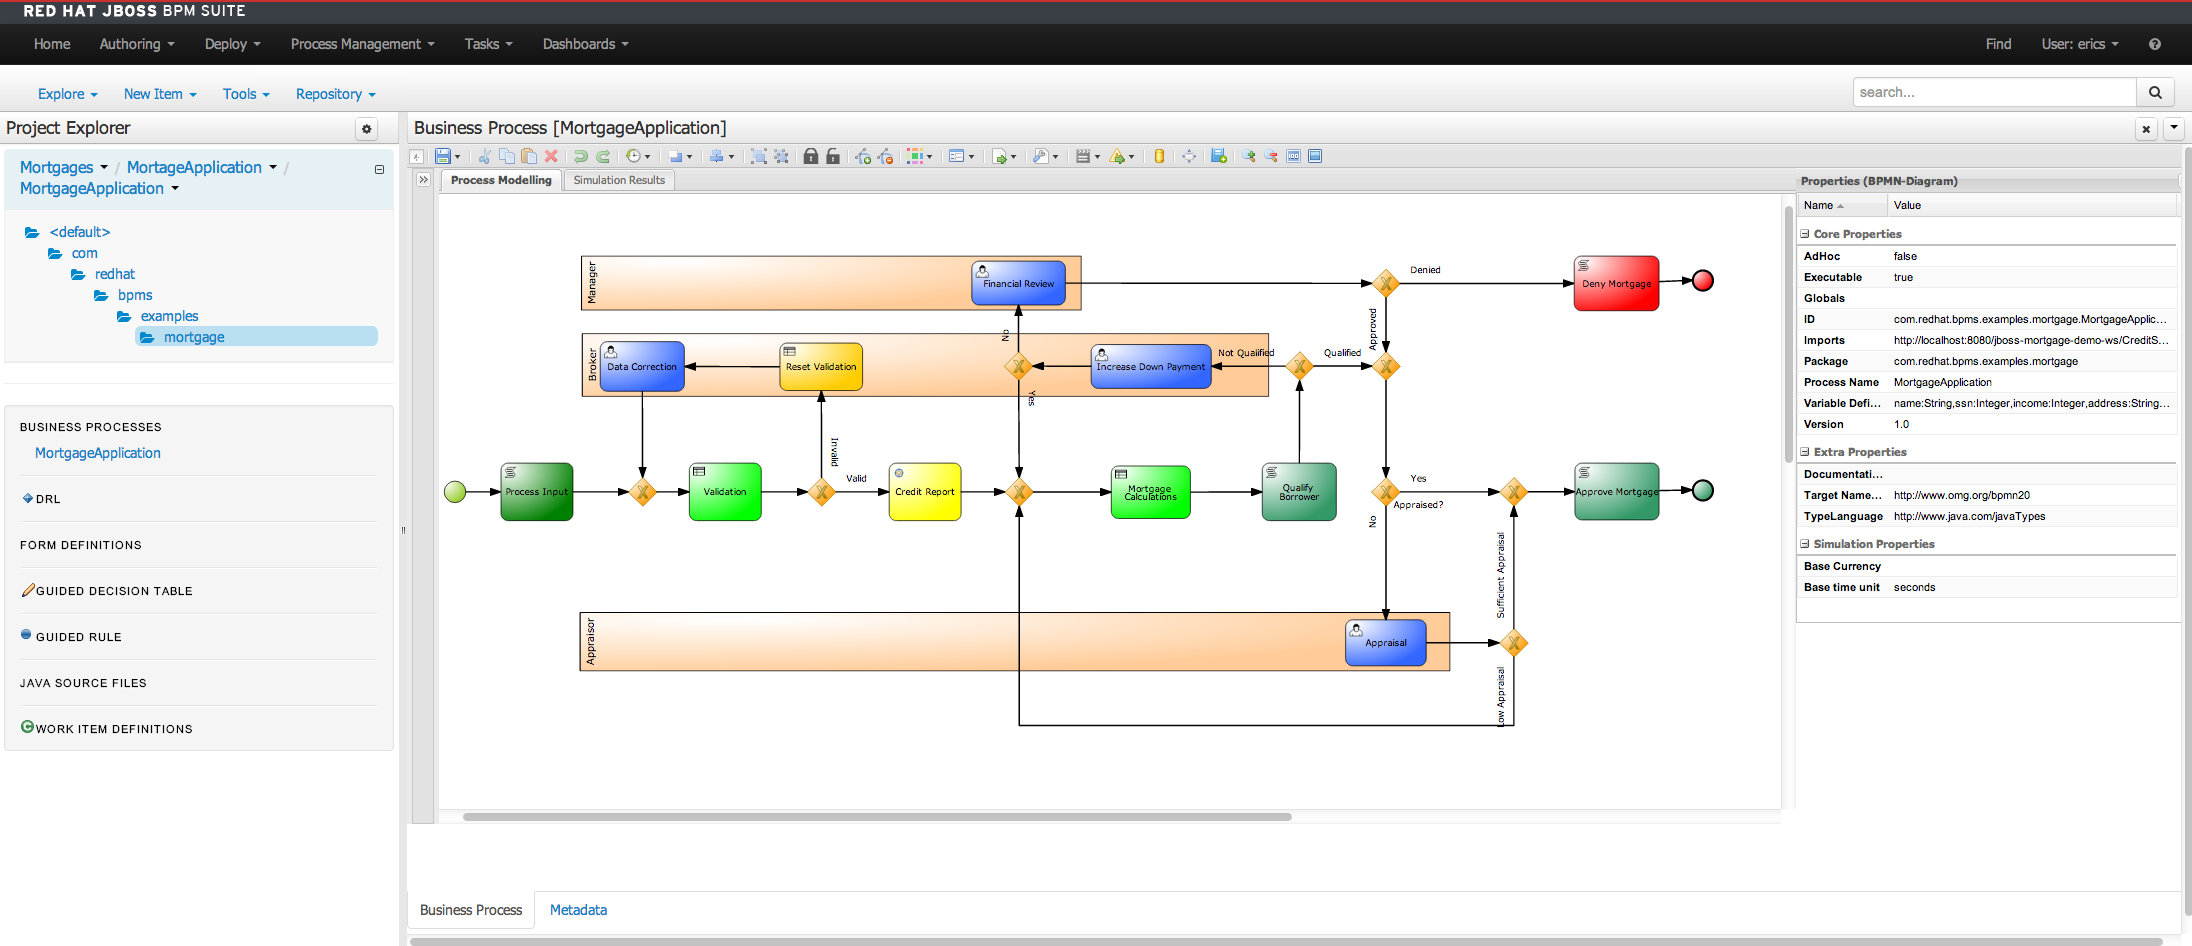 RED HAT JBOSS BPM SUITE
Home Authoring Deploy Process Management Tasks Dashboards Find User: erics
Explore New Item Tools Repository search...
Project Explorer
Mortgages / MortageApplication /
MortgageApplication
<default>
com
redhat
bpms
examples
mortgage
BUSINESS PROCESSES
MortgageApplication
DRL
FORM DEFINITIONS
GUIDED DECISION TABLE
GUIDED RULE
JAVA SOURCE FILES
WORK ITEM DEFINITIONS
Business Process [MortgageApplication]
Process Modelling Simulation Results
Manager
Financial Review
Denied
Deny Mortgage
Approved
No
Broker
Data Correction
Reset Validation
Increase Down Payment
Not Qualified
Qualified
Yes
Invalid
Valid
Process Input
Validation
Credit Report
Mortgage
Calculations
Qualify
Borrower
Yes
Appraised?
No
Approve Mortgage
Sufficient Appraisal
Appraisor
Appraisal
Low Appraisal
Properties (BPMN-Diagram)
Name Value
Core Properties
AdHoc false
Executable true
Globals
ID com.redhat.bpms.examples.mortgage.MortgageApplic...
Imports http://localhost:8080/jboss-mortgage-demo-ws/CreditS...
Package com.redhat.bpms.examples.mortgage
Process Name MortgageApplication
Variable Defi... name:String,ssn:Integer,income:Integer,address:String...
Version 1.0
Extra Properties
Documentati...
Target Name... http://www.omg.org/bpmn20
TypeLanguage http://www.java.com/javaTypes
Simulation Properties
Base Currency
Base time unit seconds
Business Process Metadata